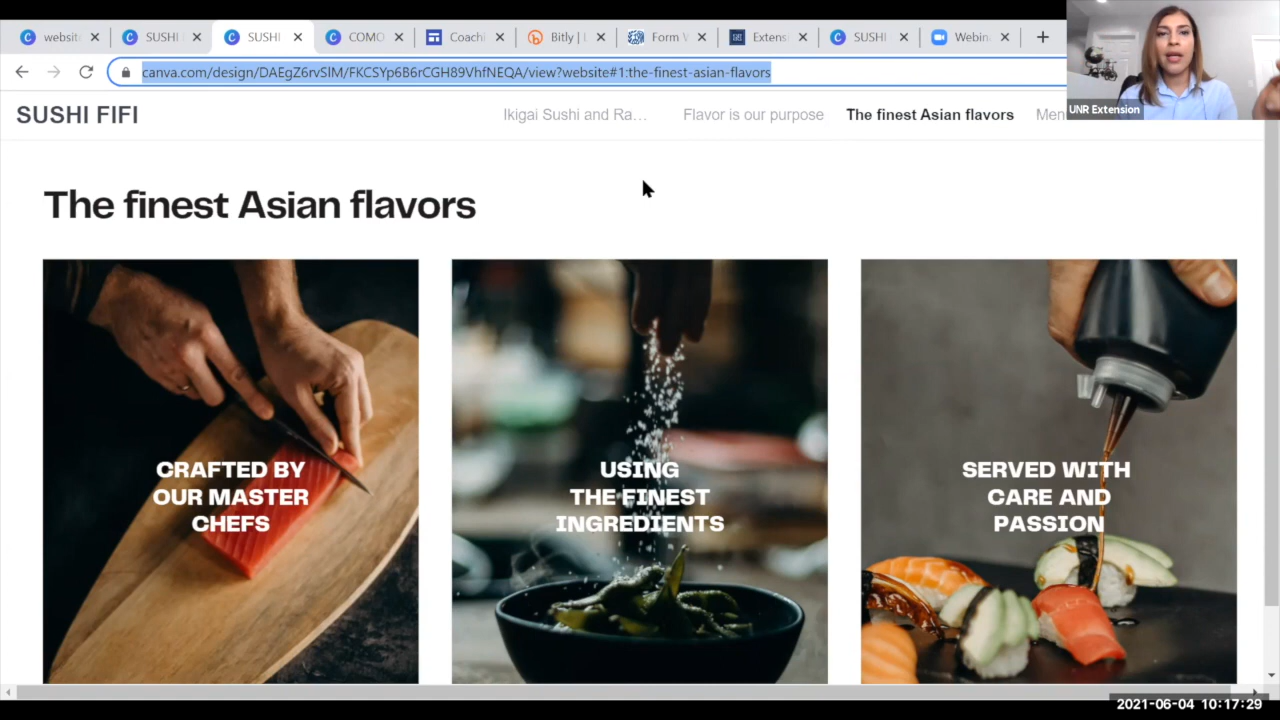 websit
SUSHI
SUSHI
COMO
Cos
Bitly | L
Form V
Extens
SUSHI
Webin
canva.com/design/DAEgZ6rvSlM/FKCSYpS86rCGH89IhfNEQA/view?website#1:the-finest-asian-flavors
UNR Extension
SUSHI FIFI
Ikigai Sushi and Ra…
Flavor is our purpose
The finest Asian flavors
Men
The finest Asian flavors
CRAFTED BY
OUR MASTER
CHEFS
USING
THE FINEST
INGREDIENTS
SERVED WITH
CARE AND
PASSION
2021-06-04 10:17:29